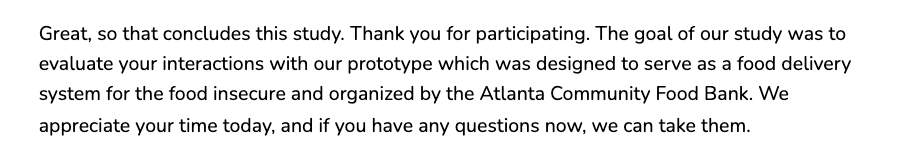 Great, so that concludes this study. Thank you for participating. The goal of our study was to
evaluate your interactions with our prototype which was designed to serve as a food delivery
system for the food insecure and organized by the Atlanta Community Food Bank. We
appreciate your time today, and if you have any questions now, we can take them.